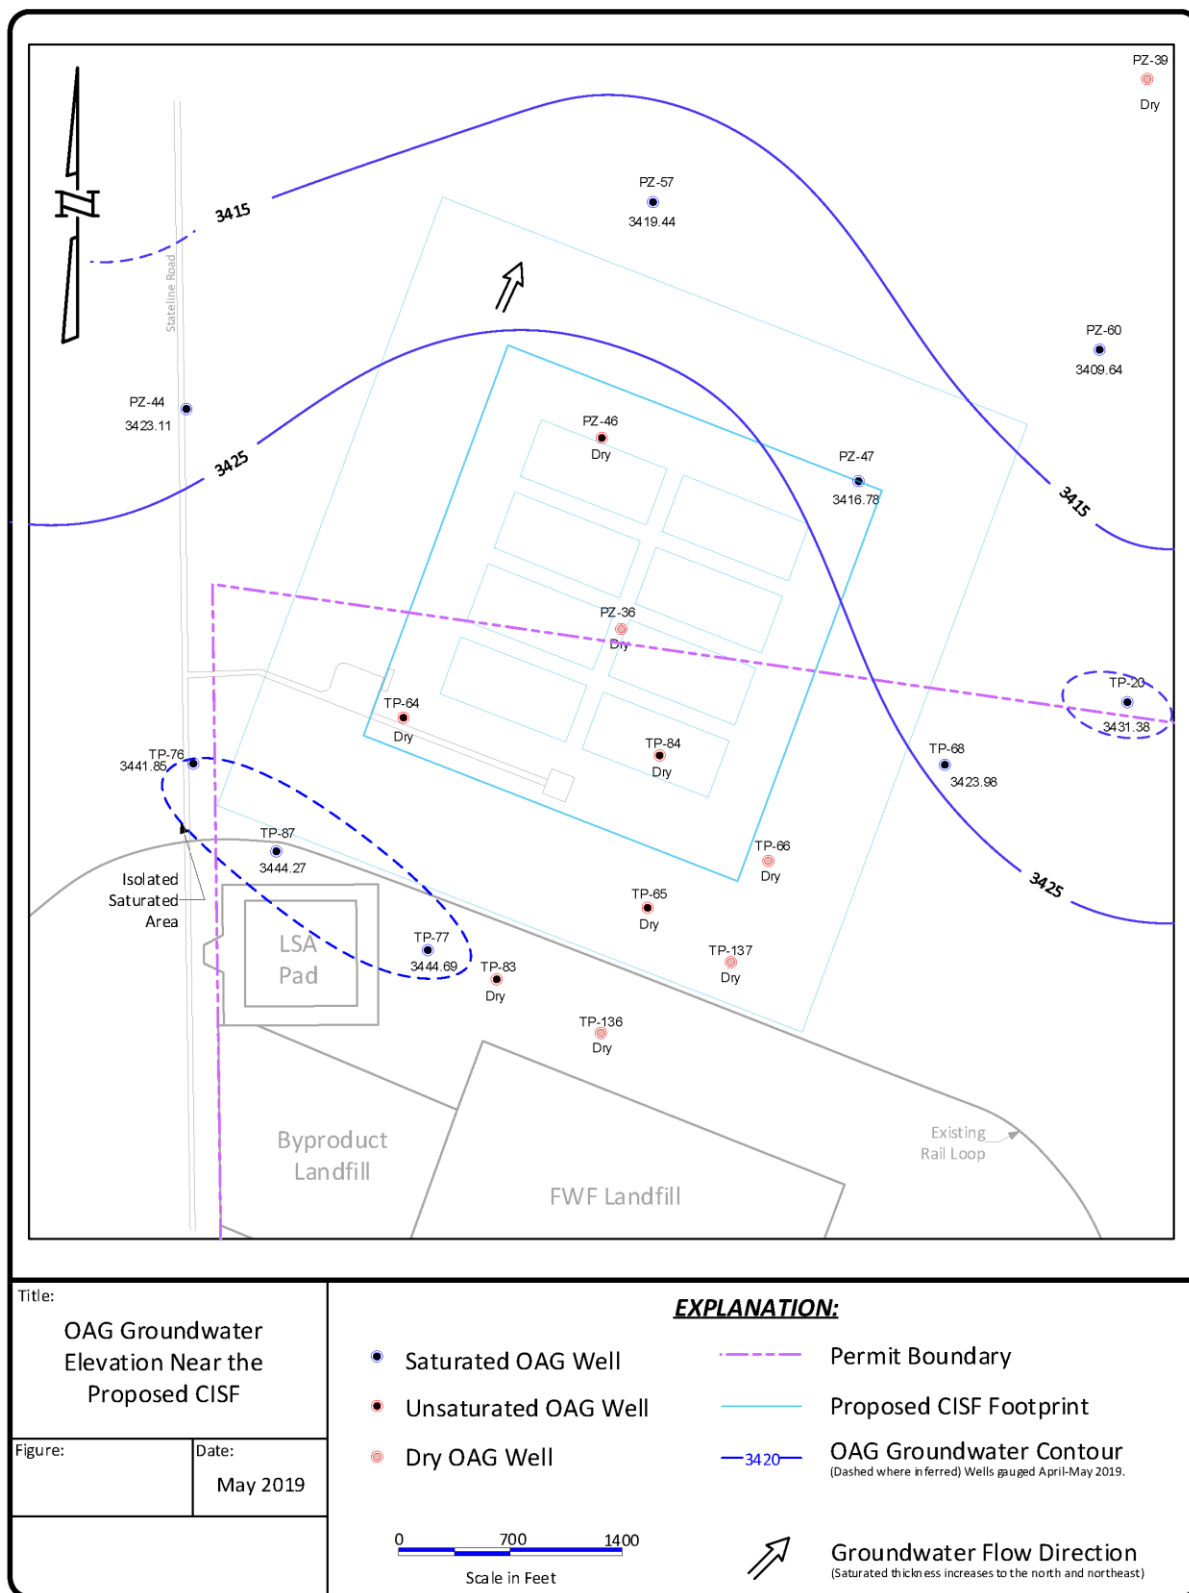 PZ-39
Dry
PZ-57
3419.44
3415
Stateline Road
N
PZ-60
3409.64
PZ-44
3423.11
PZ-46
Dry
3425
PZ-47
3416.78
3415
PZ-36
Dry
TP-20
3431.38
TP-64
Dry
TP-84
Dry
TP-68
3423.98
TP-76
3441.85
TP-87
3444.27
TP-66
Dry
3425
Isolated
Saturated
Area
TP-65
Dry
LSA
Pad
TP-77
3444.69
TP-83
Dry
TP-137
Dry
TP-136
Dry
Existing
Rail Loop
Byproduct
Landfill
FWF Landfill
Title:
OAG Groundwater
Elevation Near the
Proposed CISF
Figure:
Date:
May 2019
EXPLANATION:
Saturated OAG Well
Unsaturated OAG Well
Dry OAG Well
0 700 1400
Scale in Feet
Permit Boundary
Proposed CISF Footprint
3420
OAG Groundwater Contour
(Dashed where inferred) Wells gauged April-May 2019.
Groundwater Flow Direction
(Saturated thickness increases to the north and northeast)